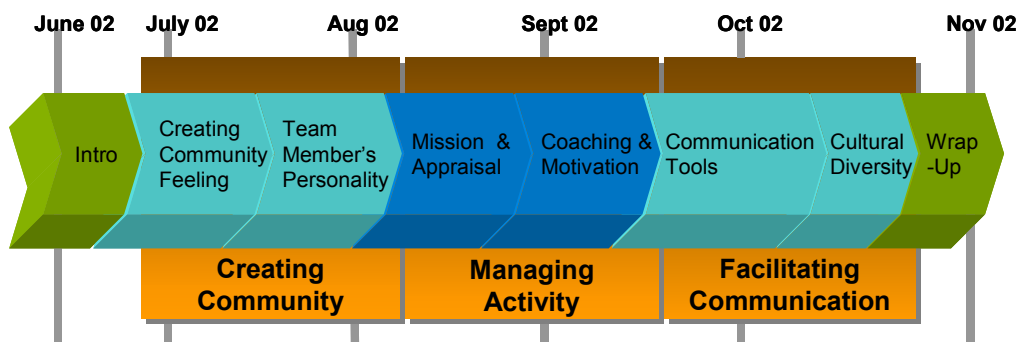 June 02 July 02 Aug 02 Sept 02 Oct 02 Nov 02
Intro
Creating
Community
Feeling
Team
Member’s
Personality
Mission &
Appraisal
Coaching &
Motivation
Communication
Tools
Cultural
Diversity
Wrap
-Up
Creating
Community
Managing
Activity
Facilitating
Communication